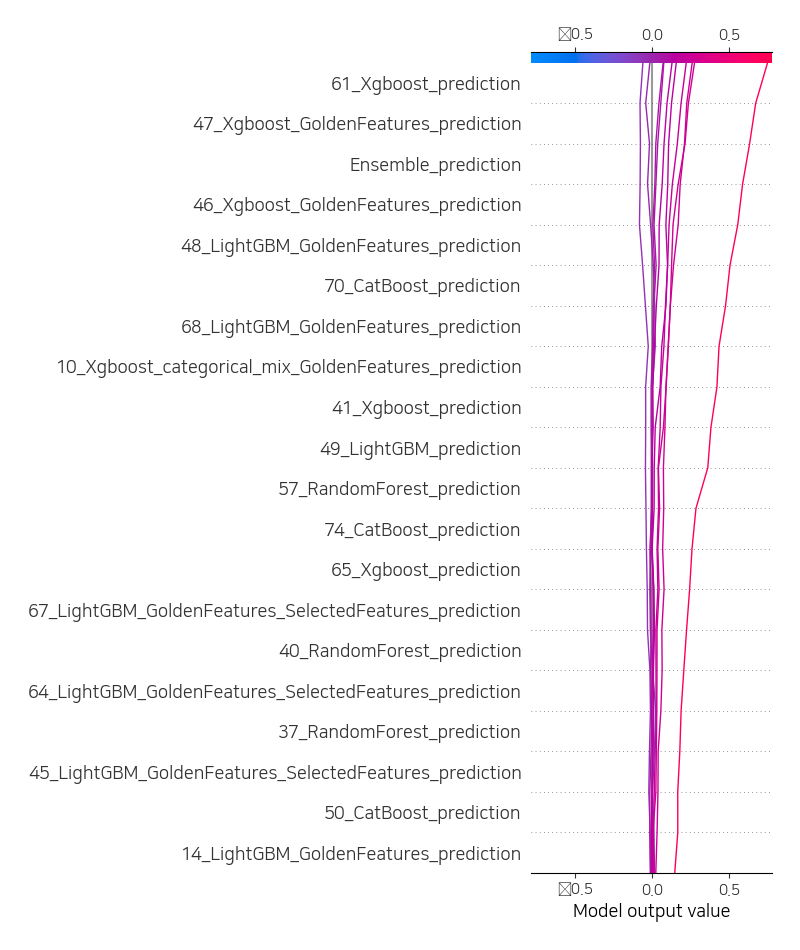 ▯0.5 0.0 0.5
61_Xgboost_prediction
47_Xgboost_GoldenFeatures_prediction
Ensemble_prediction
46_Xgboost_GoldenFeatures_prediction
48_LightGBM_GoldenFeatures_prediction
70_CatBoost_prediction
68_LightGBM_GoldenFeatures_prediction
10_Xgboost_categorical_mix_GoldenFeatures_prediction
41_Xgboost_prediction
49_LightGBM_prediction
57_RandomForest_prediction
74_CatBoost_prediction
65_Xgboost_prediction
67_LightGBM_GoldenFeatures_SelectedFeatures_prediction
40_RandomForest_prediction
64_LightGBM_GoldenFeatures_SelectedFeatures_prediction
37_RandomForest_prediction
45_LightGBM_GoldenFeatures_SelectedFeatures_prediction
50_CatBoost_prediction
14_LightGBM_GoldenFeatures_prediction
▯0.5 0.0 0.5
Model output value